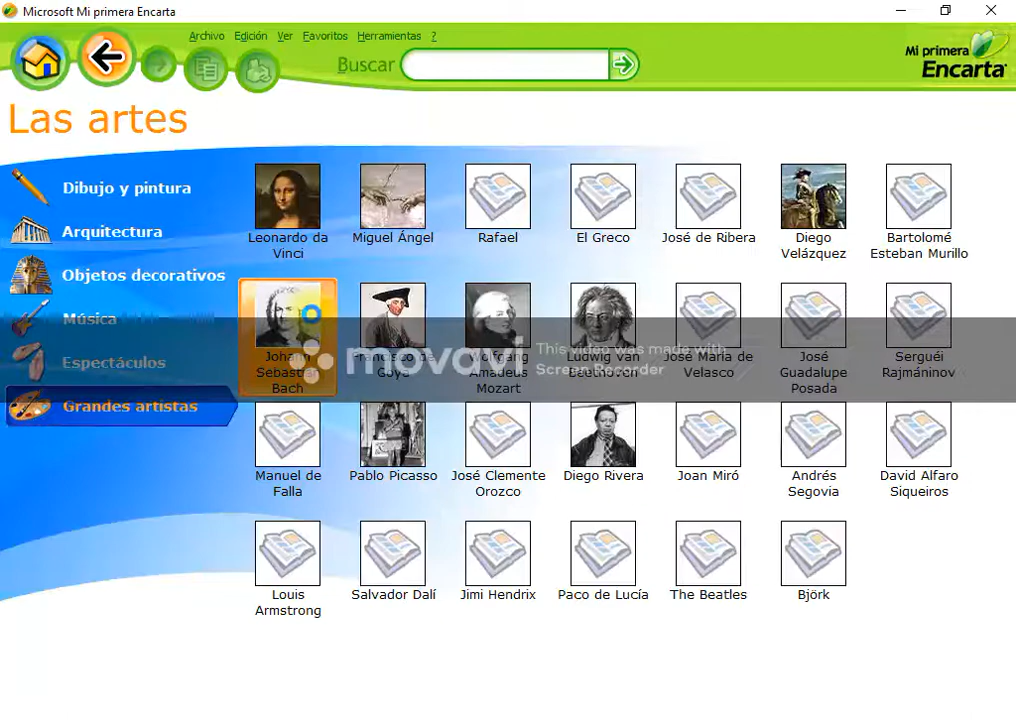 Microsoft Mi primera Encarta
Archivo Edición Ver Favoritos Herramientas ?
Buscar
Mi primera
Encarta
Las artes
Dibujo y pintura
Arquitectura
Objetos decorativos
Música
Espectáculos
Grandes artistas
Leonardo da
Vinci
Miguel Ángel
Rafael
El Greco
José de Ribera
Diego
Velázquez
Bartolomé
Esteban Murillo
Johann
Sebastian
Bach
Francisco de
Goya
Wolfgang
Amadeus
Mozart
Ludwig van
Beethoven
José María de
Velasco
José
Guadalupe
Posada
Serguéi
Rajmáninov
movavi
This video was made with
Screen Recorder
Manuel de
Falla
Pablo Picasso
José Clemente
Orozco
Diego Rivera
Joan Miró
Andrés
Segovia
David Alfaro
Siqueiros
Louis
Armstrong
Salvador Dalí
Jimi Hendrix
Paco de Lucía
The Beatles
Björk